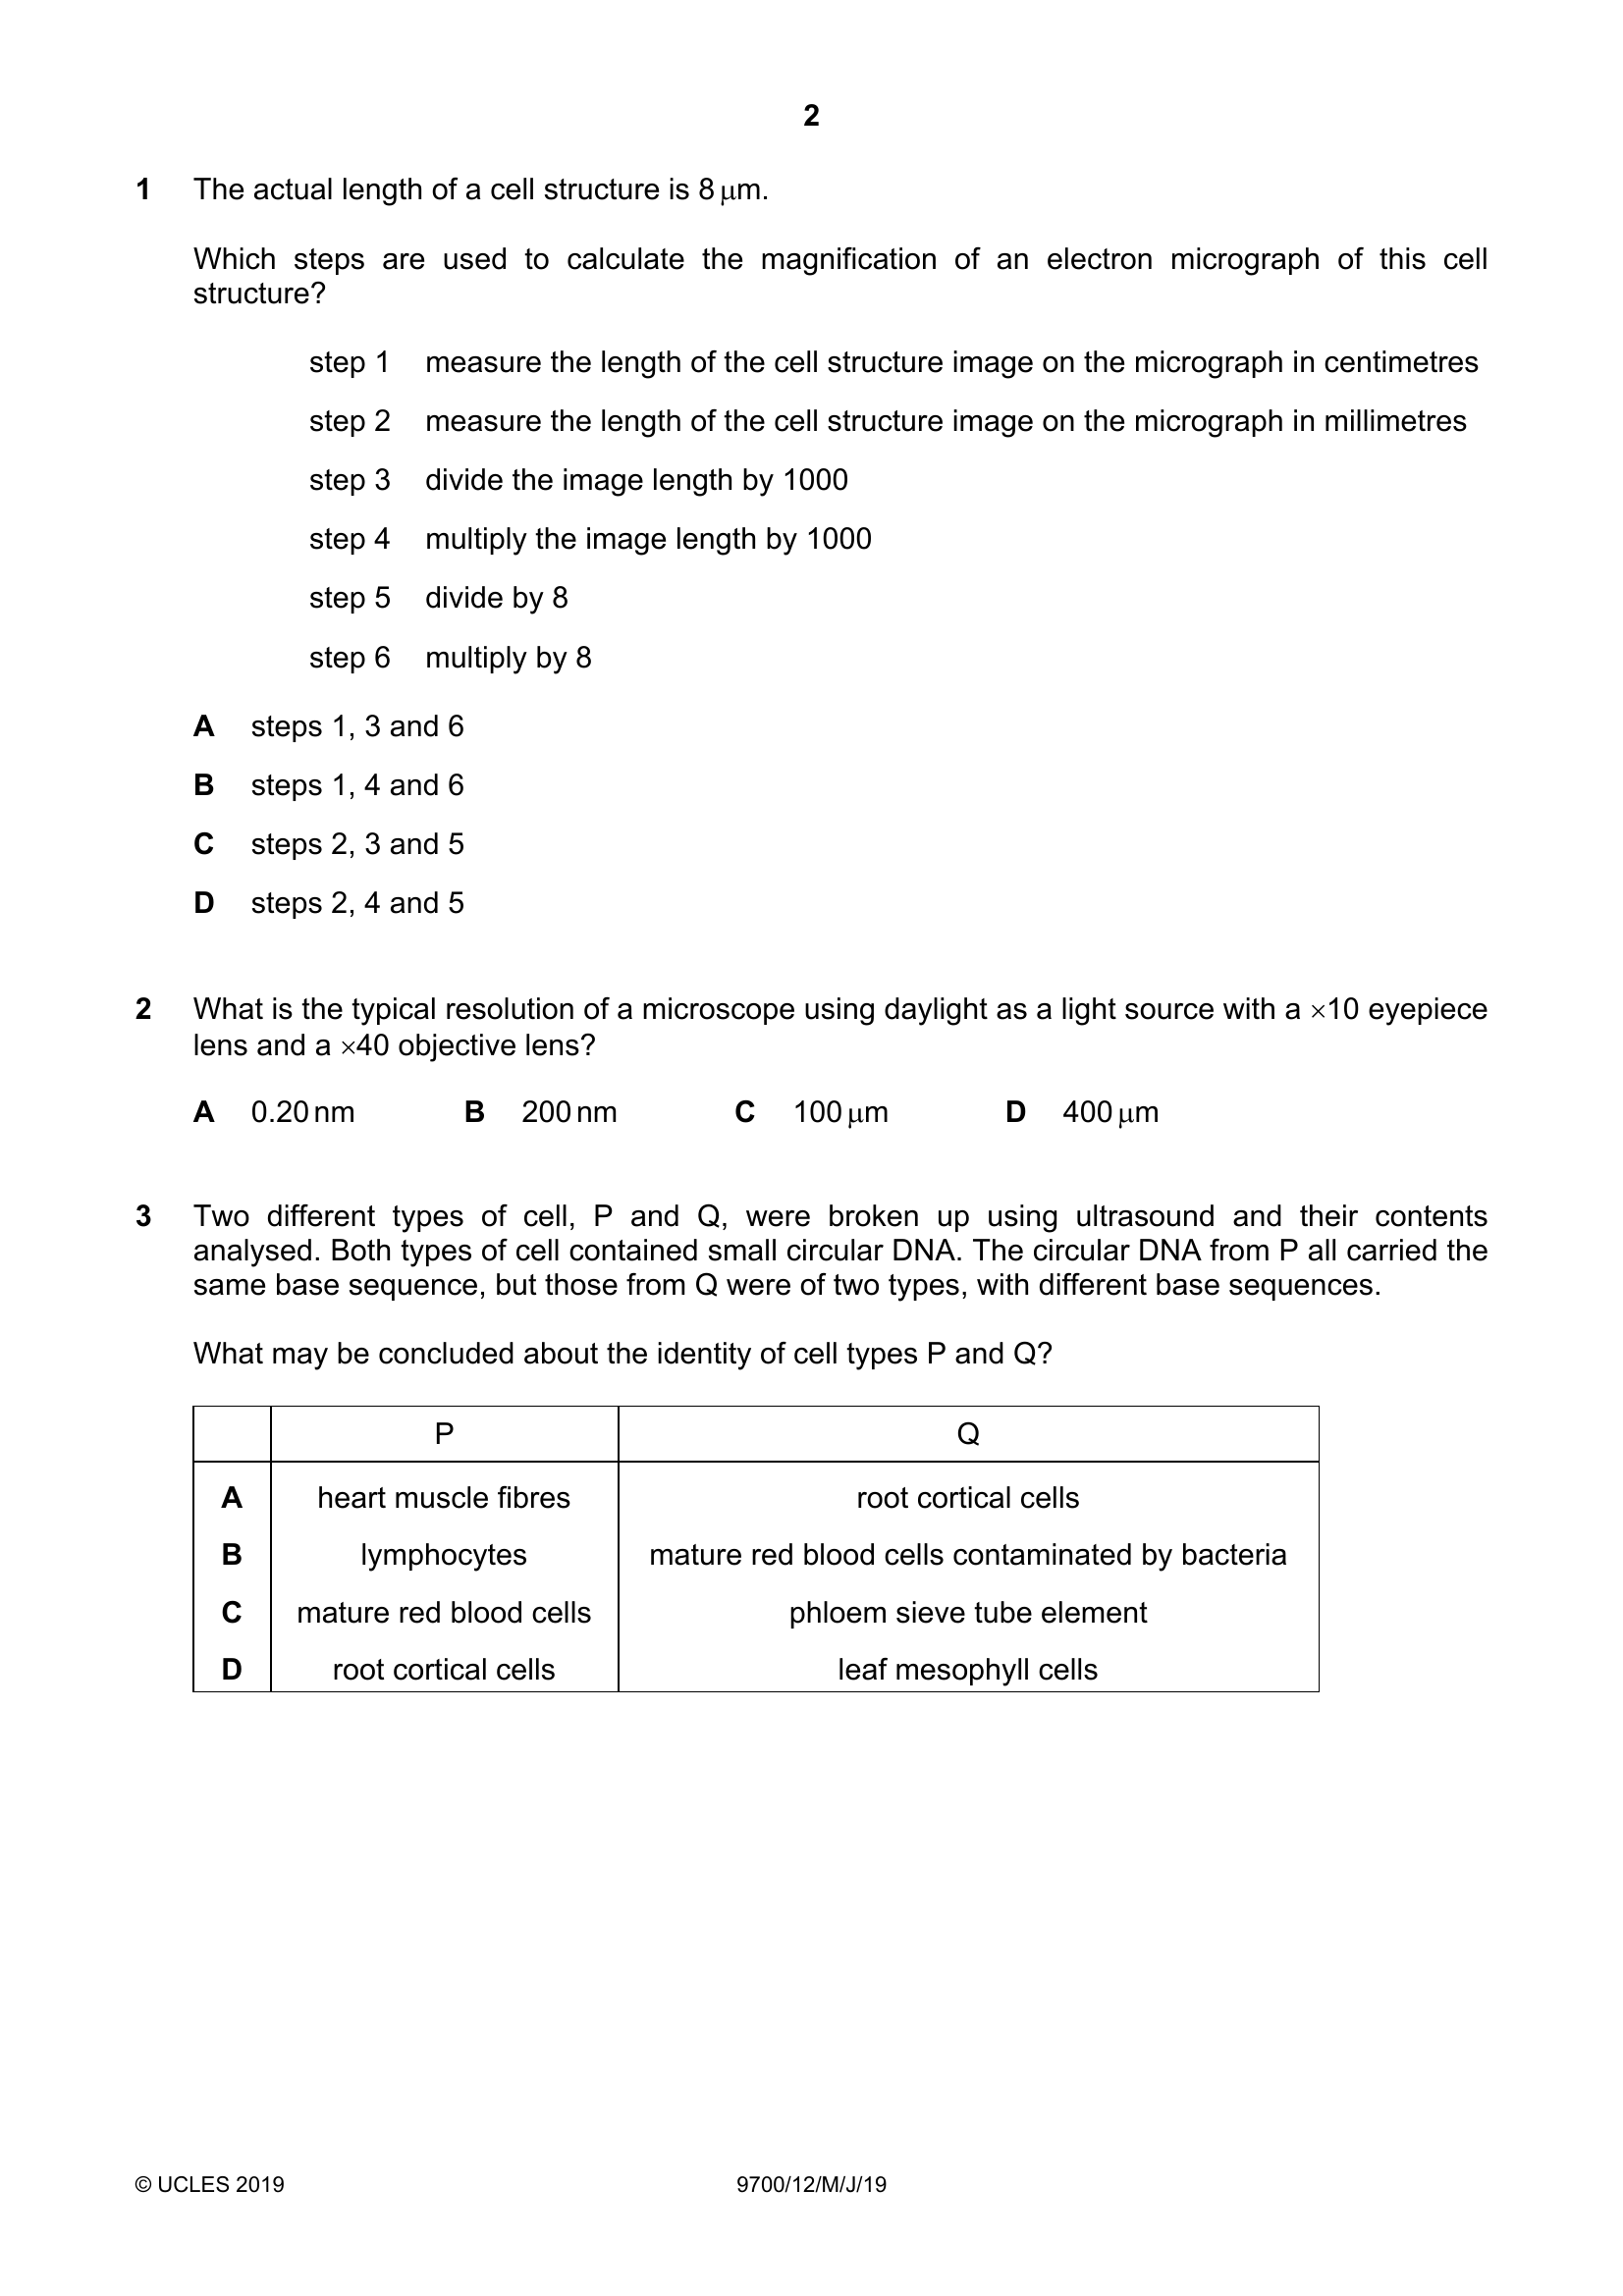 2
1 The actual length of a cell structure is 8 μm.
Which steps are used to calculate the magnification of an electron micrograph of this cell
structure?
step 1 measure the length of the cell structure image on the micrograph in centimetres
step 2 measure the length of the cell structure image on the micrograph in millimetres
step 3 divide the image length by 1000
step 4 multiply the image length by 1000
step 5 divide by 8
step 6 multiply by 8
A steps 1, 3 and 6
B steps 1, 4 and 6
C steps 2, 3 and 5
D steps 2, 4 and 5
2 What is the typical resolution of a microscope using daylight as a light source with a ×10 eyepiece
lens and a ×40 objective lens?
A 0.20 nm B 200 nm C 100 μm D 400 μm
3 Two different types of cell, P and Q, were broken up using ultrasound and their contents
analysed. Both types of cell contained small circular DNA. The circular DNA from P all carried the
same base sequence, but those from Q were of two types, with different base sequences.
What may be concluded about the identity of cell types P and Q?
P Q
A heart muscle fibres root cortical cells
B lymphocytes mature red blood cells contaminated by bacteria
C mature red blood cells phloem sieve tube element
D root cortical cells leaf mesophyll cells
© UCLES 2019 9700/12/M/J/19